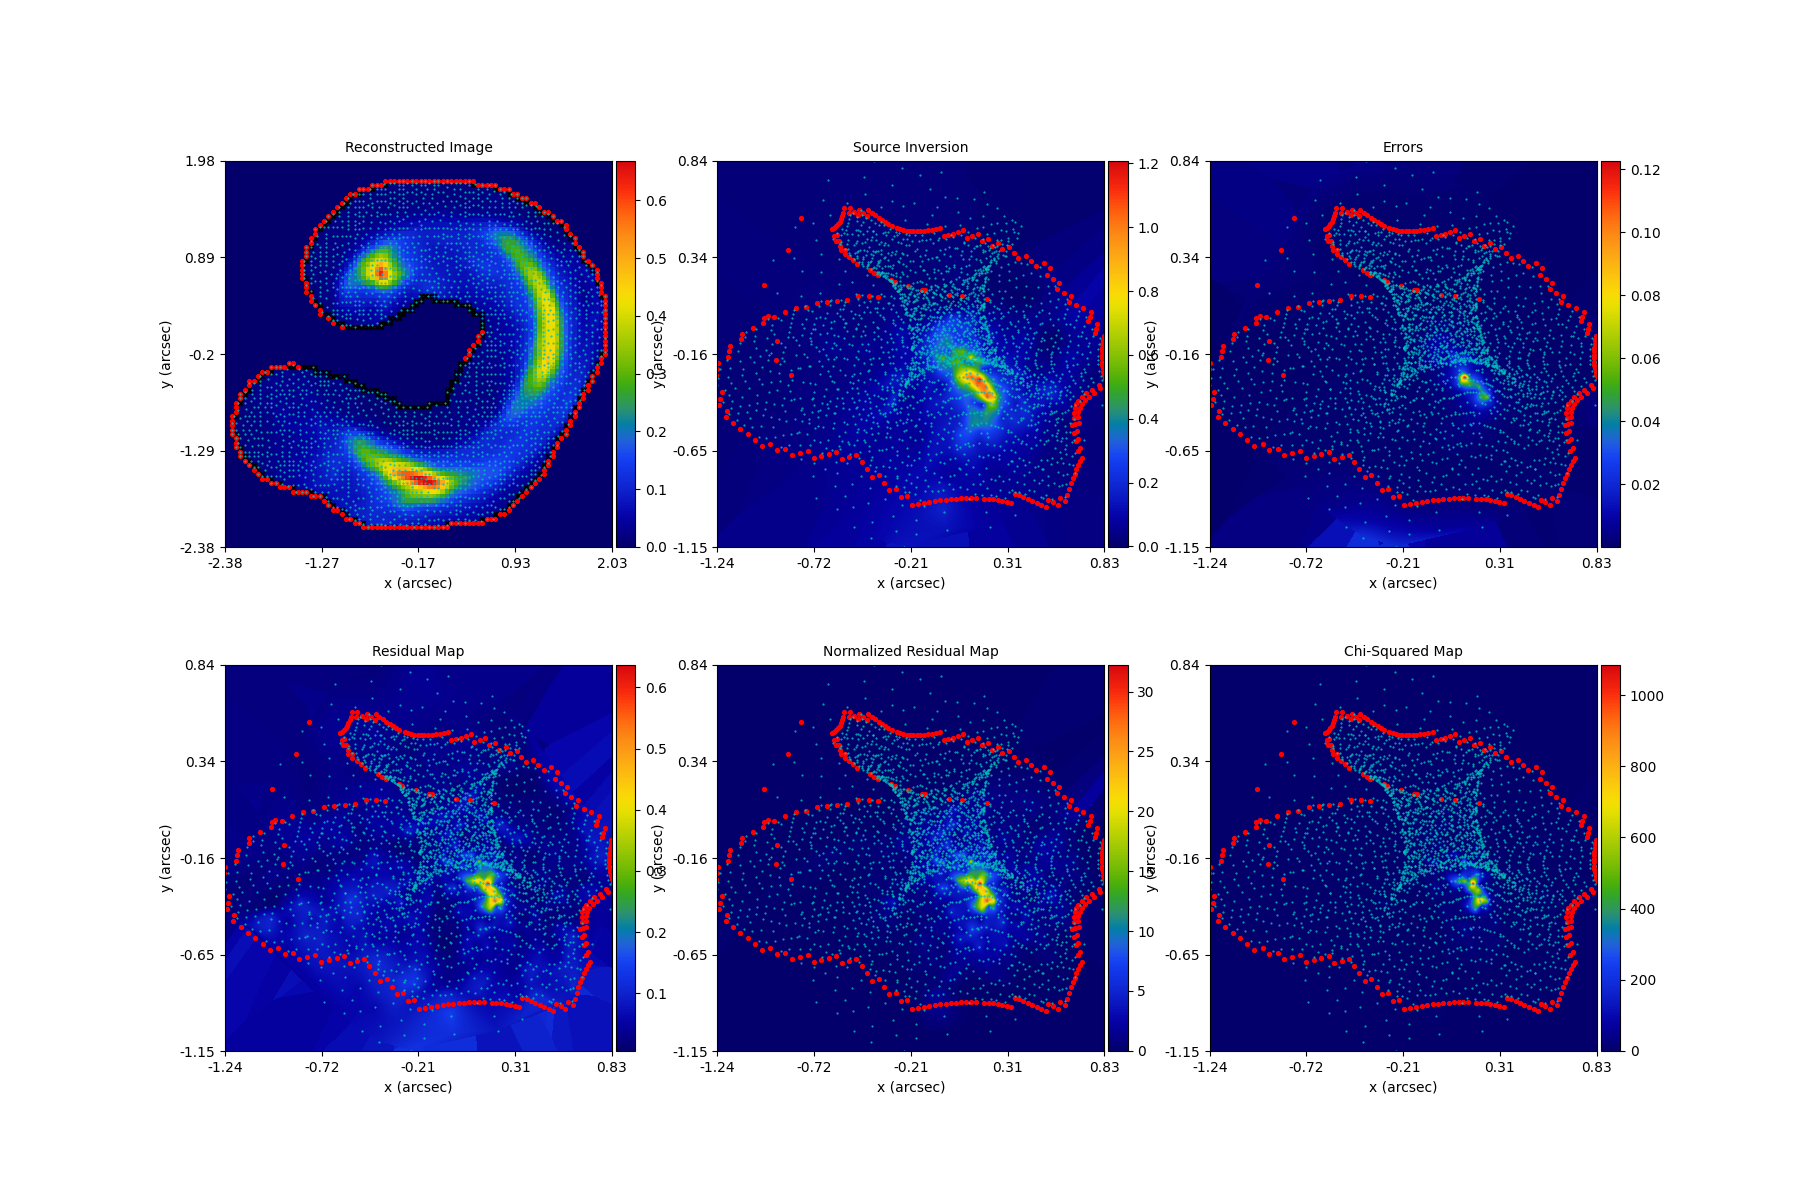 Reconstructed Image
1.98
0.89
-0.2
-1.29
-2.38
y (arcsec)
-2.38 -1.27 -0.17 0.93 2.03
x (arcsec)
0.6
0.5
0.4
0.3
0.2
0.1
0.0
Source Inversion
0.84
0.34
-0.16
-0.65
-1.15
y (arcsec)
-1.24 -0.72 -0.21 0.31 0.83
x (arcsec)
1.2
1.0
0.8
0.6
0.4
0.2
0.0
Errors
0.84
0.34
-0.16
-0.65
-1.15
y (arcsec)
-1.24 -0.72 -0.21 0.31 0.83
x (arcsec)
0.12
0.10
0.08
0.06
0.04
0.02
Residual Map
0.84
0.34
-0.16
-0.65
-1.15
y (arcsec)
-1.24 -0.72 -0.21 0.31 0.83
x (arcsec)
0.6
0.5
0.4
0.3
0.2
0.1
Normalized Residual Map
0.84
0.34
-0.16
-0.65
-1.15
y (arcsec)
-1.24 -0.72 -0.21 0.31 0.83
x (arcsec)
30
25
20
15
10
5
0
Chi-Squared Map
0.84
0.34
-0.16
-0.65
-1.15
y (arcsec)
-1.24 -0.72 -0.21 0.31 0.83
x (arcsec)
1000
800
600
400
200
0